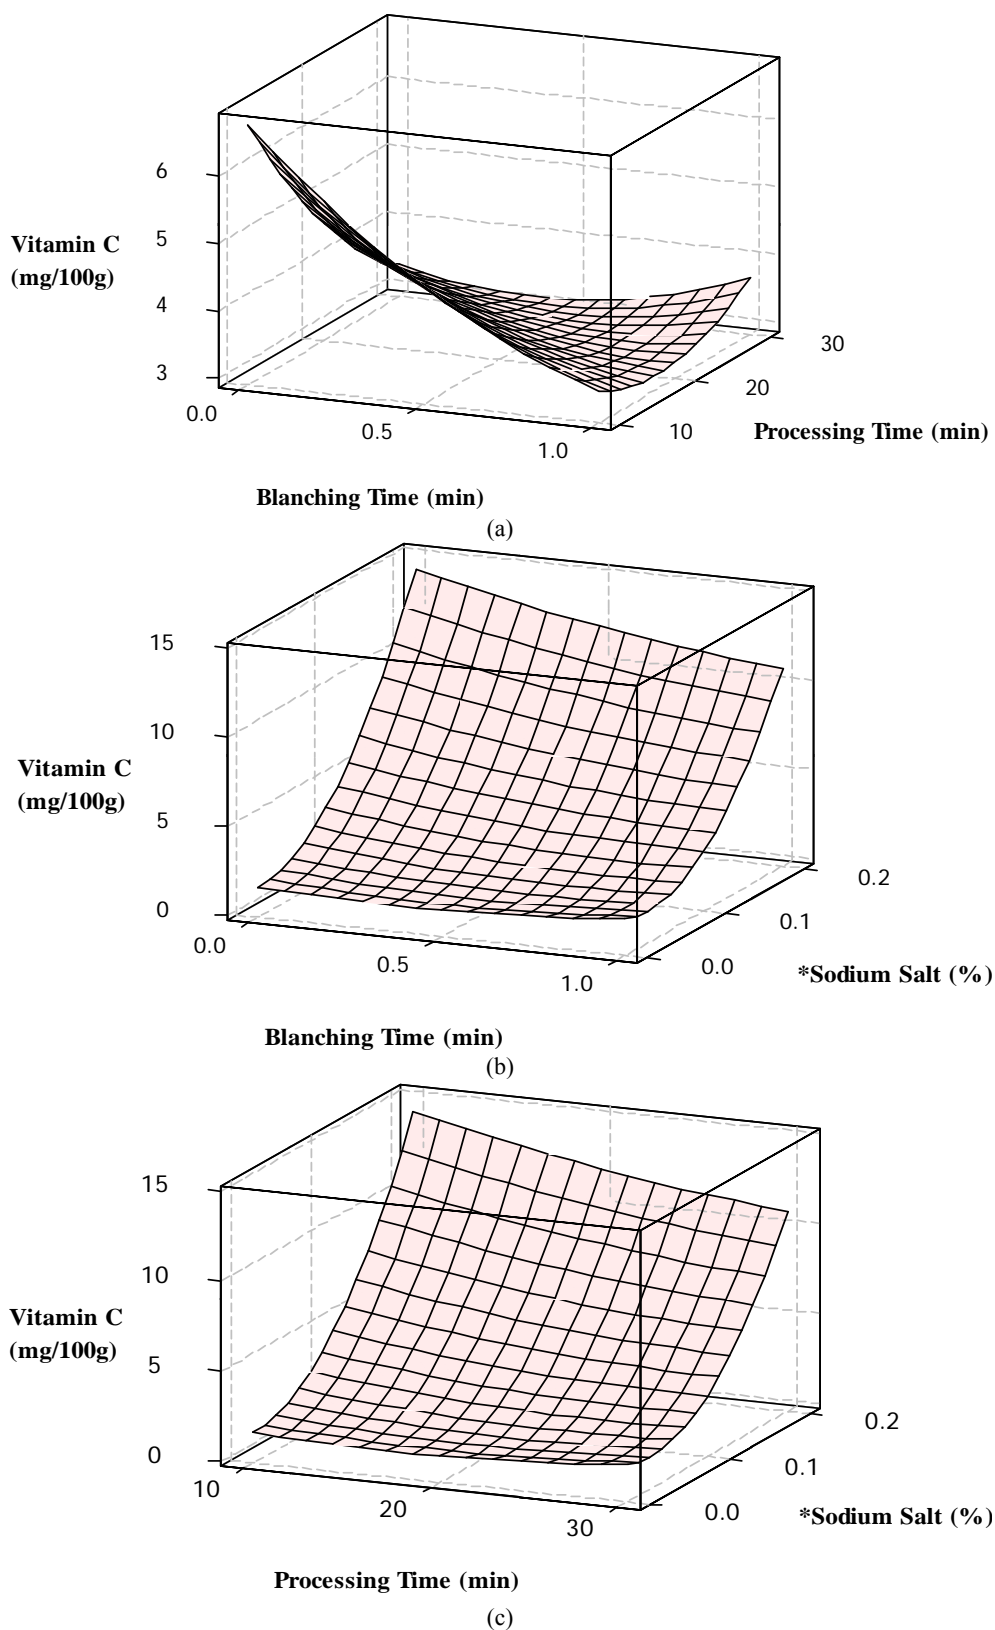 6
5
Vitamin C
(mg/100g)
4
3
30
20
0.0
0.5
10
Processing Time (min)
1.0
Blanching Time (min)
(a)
15
10
Vitamin C
(mg/100g)
5
0
0.2
0.1
0.0
0.5
0.0
1.0
*Sodium Salt (%)
Blanching Time (min)
(b)
15
10
Vitamin C
(mg/100g)
5
0
0.2
0.1
10
20
0.0
30
*Sodium Salt (%)
Processing Time (min)
(c)